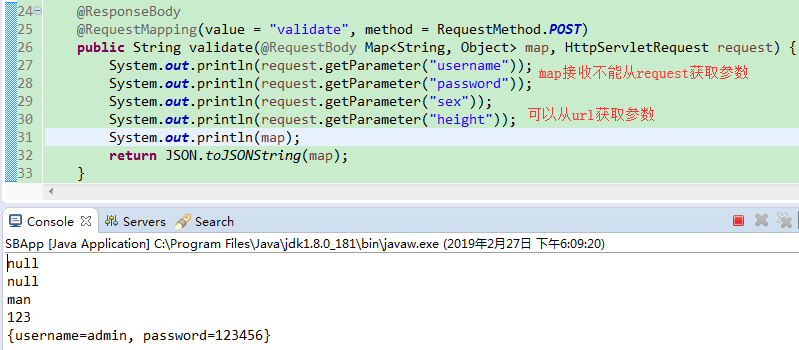 24 @ResponseBody
25 @RequestMapping(value = "validate", method = RequestMethod.POST)
26 public String validate(@RequestBody Map<String, Object> map, HttpServletRequest request) {
27 System.out.println(request.getParameter("username"));
28 System.out.println(request.getParameter("password"));
map接收不能从request获取参数
29 System.out.println(request.getParameter("sex"));
30 System.out.println(request.getParameter("height"));
可以从url获取参数
31 System.out.println(map);
32 return JSON.toJSONString(map);
33 }
Console Servers Search
SBApp [Java Application] C:\Program Files\Java\jdk1.8.0_181\bin\javaw.exe (2019年2月27日 下午6:09:20)
null
null
man
123
{username=admin, password=123456}